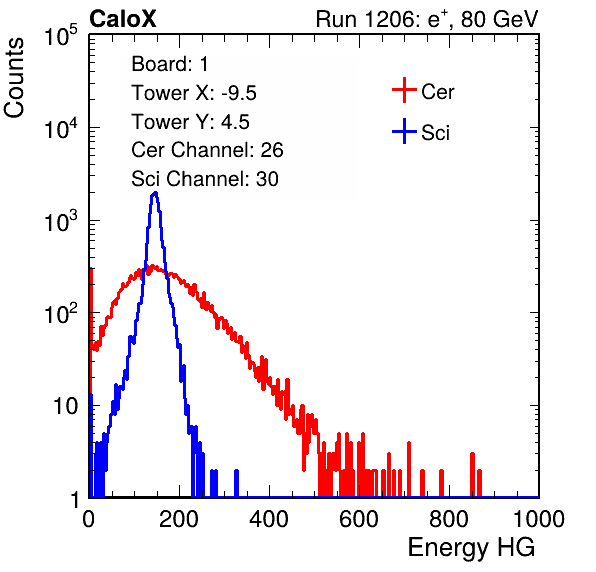 CaloX Run 1206: e⁺, 80 GeV
Counts
10⁵
10⁴
10³
10²
10
1
Board: 1
Tower X: -9.5
Tower Y: 4.5
Cer Channel: 26
Sci Channel: 30
Cer
Sci
0 200 400 600 800 1000
Energy HG